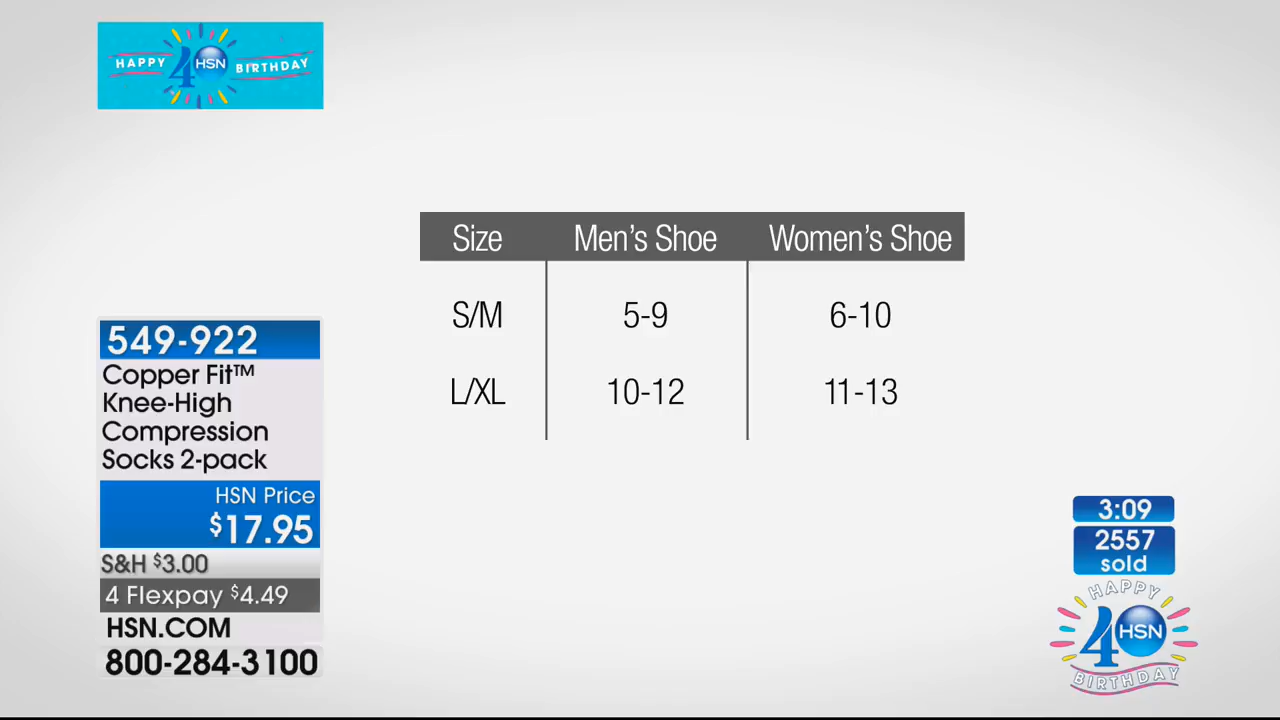 HAPPY 40 HSN BIRTHDAY
Size Men's Shoe Women's Shoe
S/M 5-9 6-10
L/XL 10-12 11-13
549-922
Copper Fit™
Knee-High
Compression
Socks 2-pack
HSN Price
$17.95
S&H $3.00
4 Flexpay $4.49
HSN.COM
800-284-3100
3:09
2557
sold
HAPPY
40 HSN
BIRTHDAY